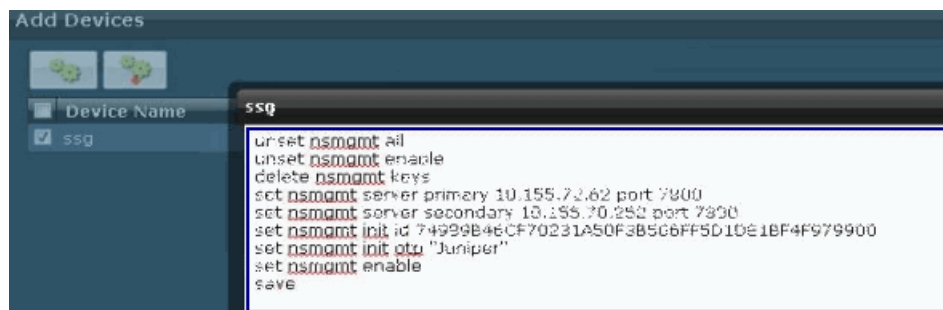 Add Devices
Device Name
ssg
ssg
unset nsmgmt all
unset nsmgmt enable
delete nsmgmt keys
set nsmgmt server primary 10.155.72.62 port 7800
set nsmgmt server secondary 10.155.70.252 port 7800
set nsmgmt init id
set nsmgmt init otp "Juniper"
set nsmgmt enable
save